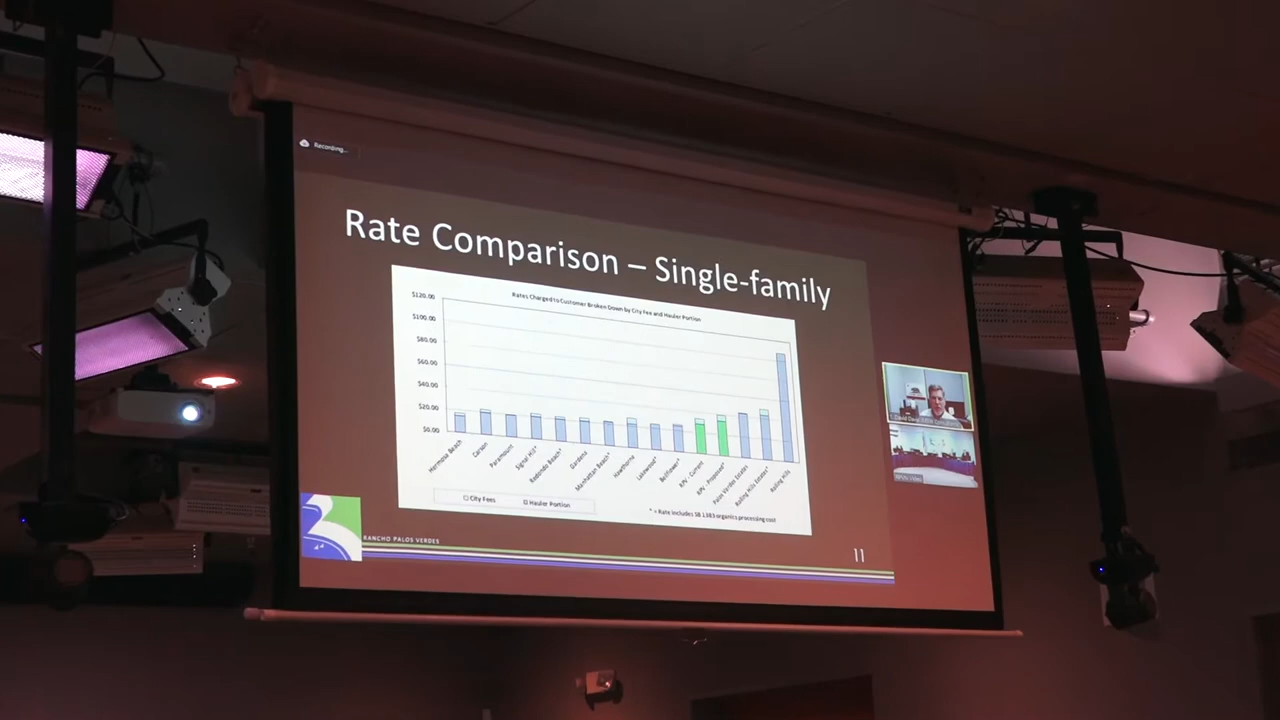 Recording...
Rate Comparison – Single-family
Rates Charged to Customer Broken Down by City Fee and Hauler Portion
$120.00
$100.00
$80.00
$60.00
$40.00
$20.00
$0.00
Hermosa Beach
Carson
Paramount
Signal Hill*
Redondo Beach*
Gardena
Manhattan Beach*
Hawthorne
Lakewood*
Bellflower*
RPV - Current
RPV - Proposed*
Palos Verdes Estates
Rolling Hills Estates*
Rolling Hills
City Fees
Hauler Portion
* = Rate includes SB 1383 organics processing cost
RANCHO PALOS VERDES
11